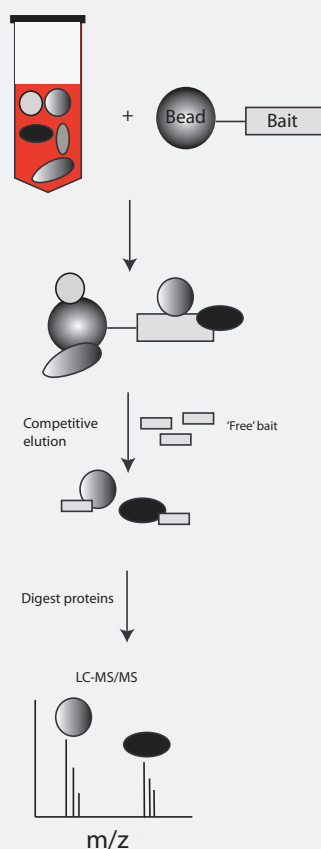 +
Bead
Bait
Competitive
elution
'Free' bait
Digest proteins
LC-MS/MS
m/z